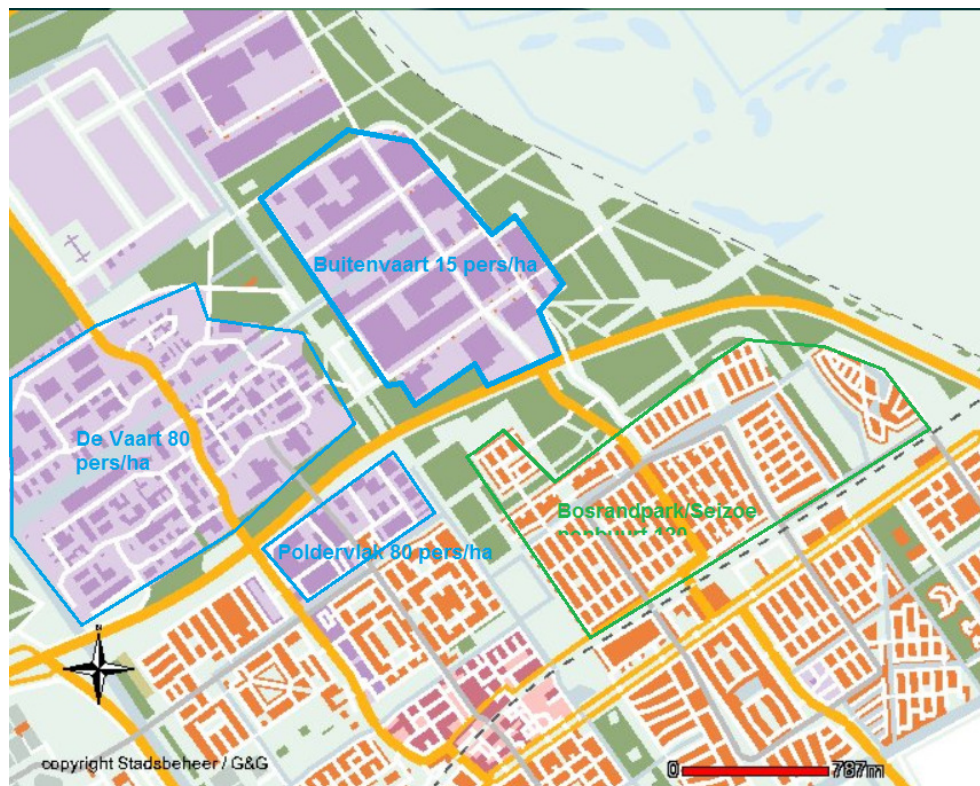 Buitenvaart 15 pers/ha
De Vaart 80
pers/ha
Bosrandpark/Seizoe
Poldervlak 80 pers/ha
N
copyright Stadsbeheer / G&G
0 787m